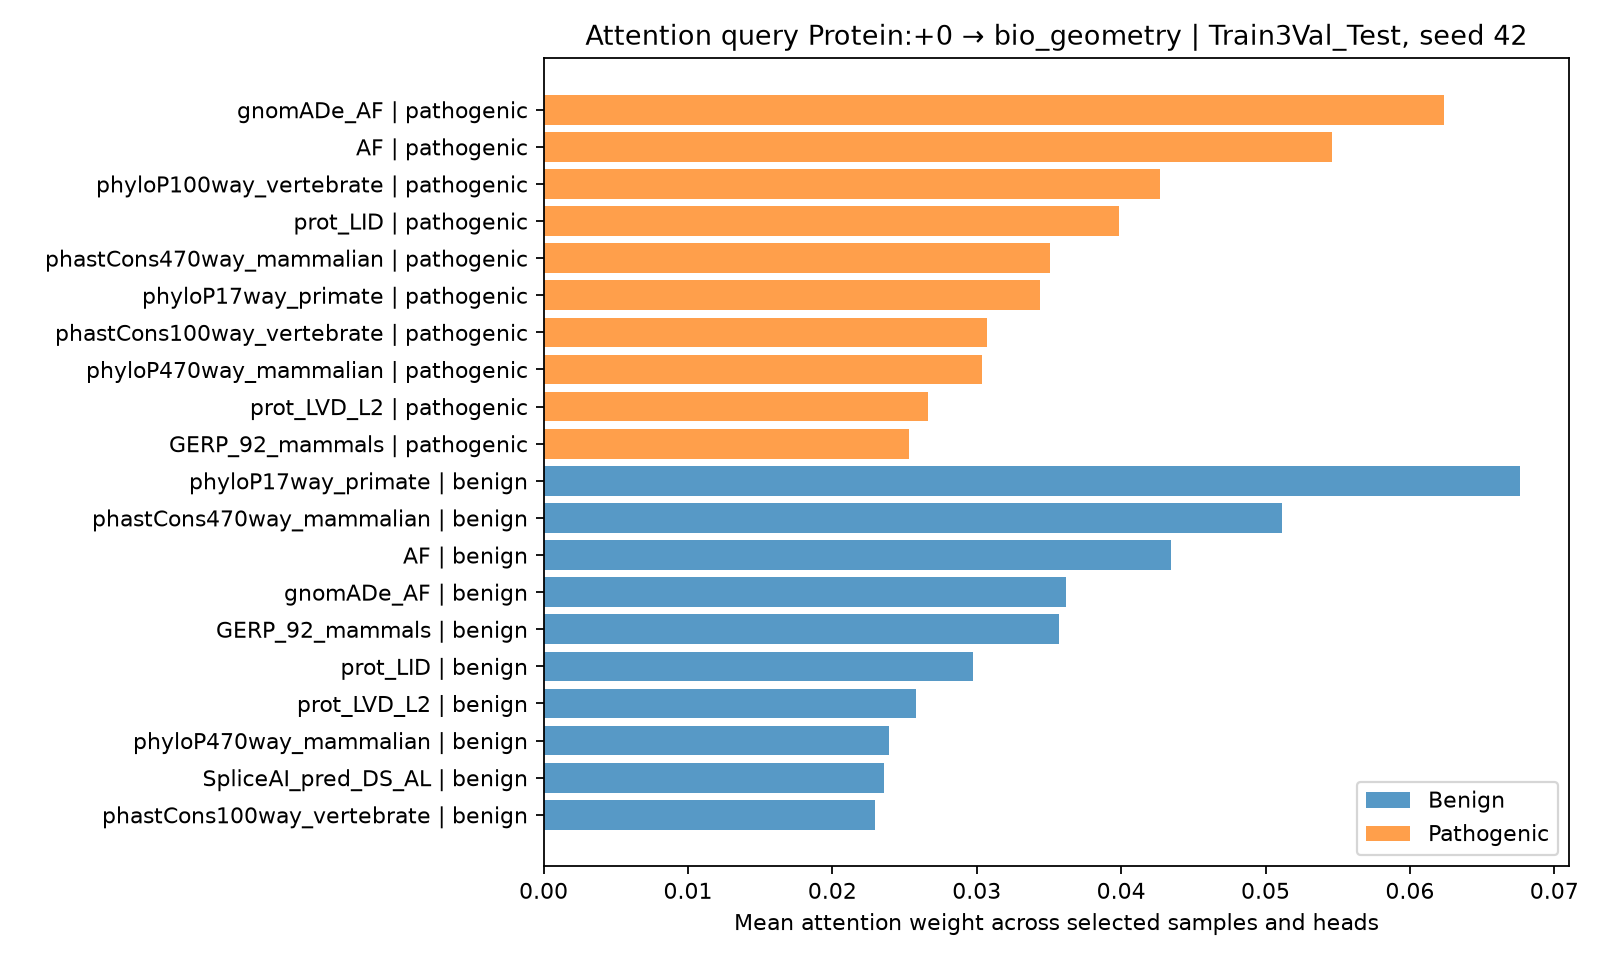 Attention query Protein:+0 → bio_geometry | Train3Val_Test, seed 42
gnomADe_AF | pathogenic
AF | pathogenic
phyloP100way_vertebrate | pathogenic
prot_LID | pathogenic
phastCons470way_mammalian | pathogenic
phyloP17way_primate | pathogenic
phastCons100way_vertebrate | pathogenic
phyloP470way_mammalian | pathogenic
prot_LVD_L2 | pathogenic
GERP_92_mammals | pathogenic
phyloP17way_primate | benign
phastCons470way_mammalian | benign
AF | benign
gnomADe_AF | benign
GERP_92_mammals | benign
prot_LID | benign
prot_LVD_L2 | benign
phyloP470way_mammalian | benign
SpliceAI_pred_DS_AL | benign
phastCons100way_vertebrate | benign
Benign
Pathogenic
0.00 0.01 0.02 0.03 0.04 0.05 0.06 0.07
Mean attention weight across selected samples and heads